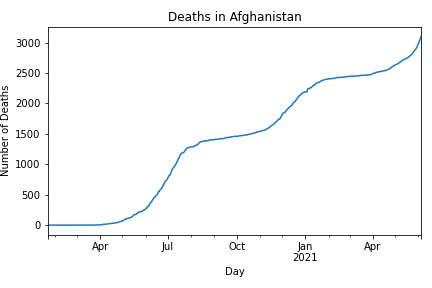 Deaths in Afghanistan
3000
2500
2000
1500
1000
500
0
Number of Deaths
Apr
Jul
Oct
Jan
2021
Apr
Day